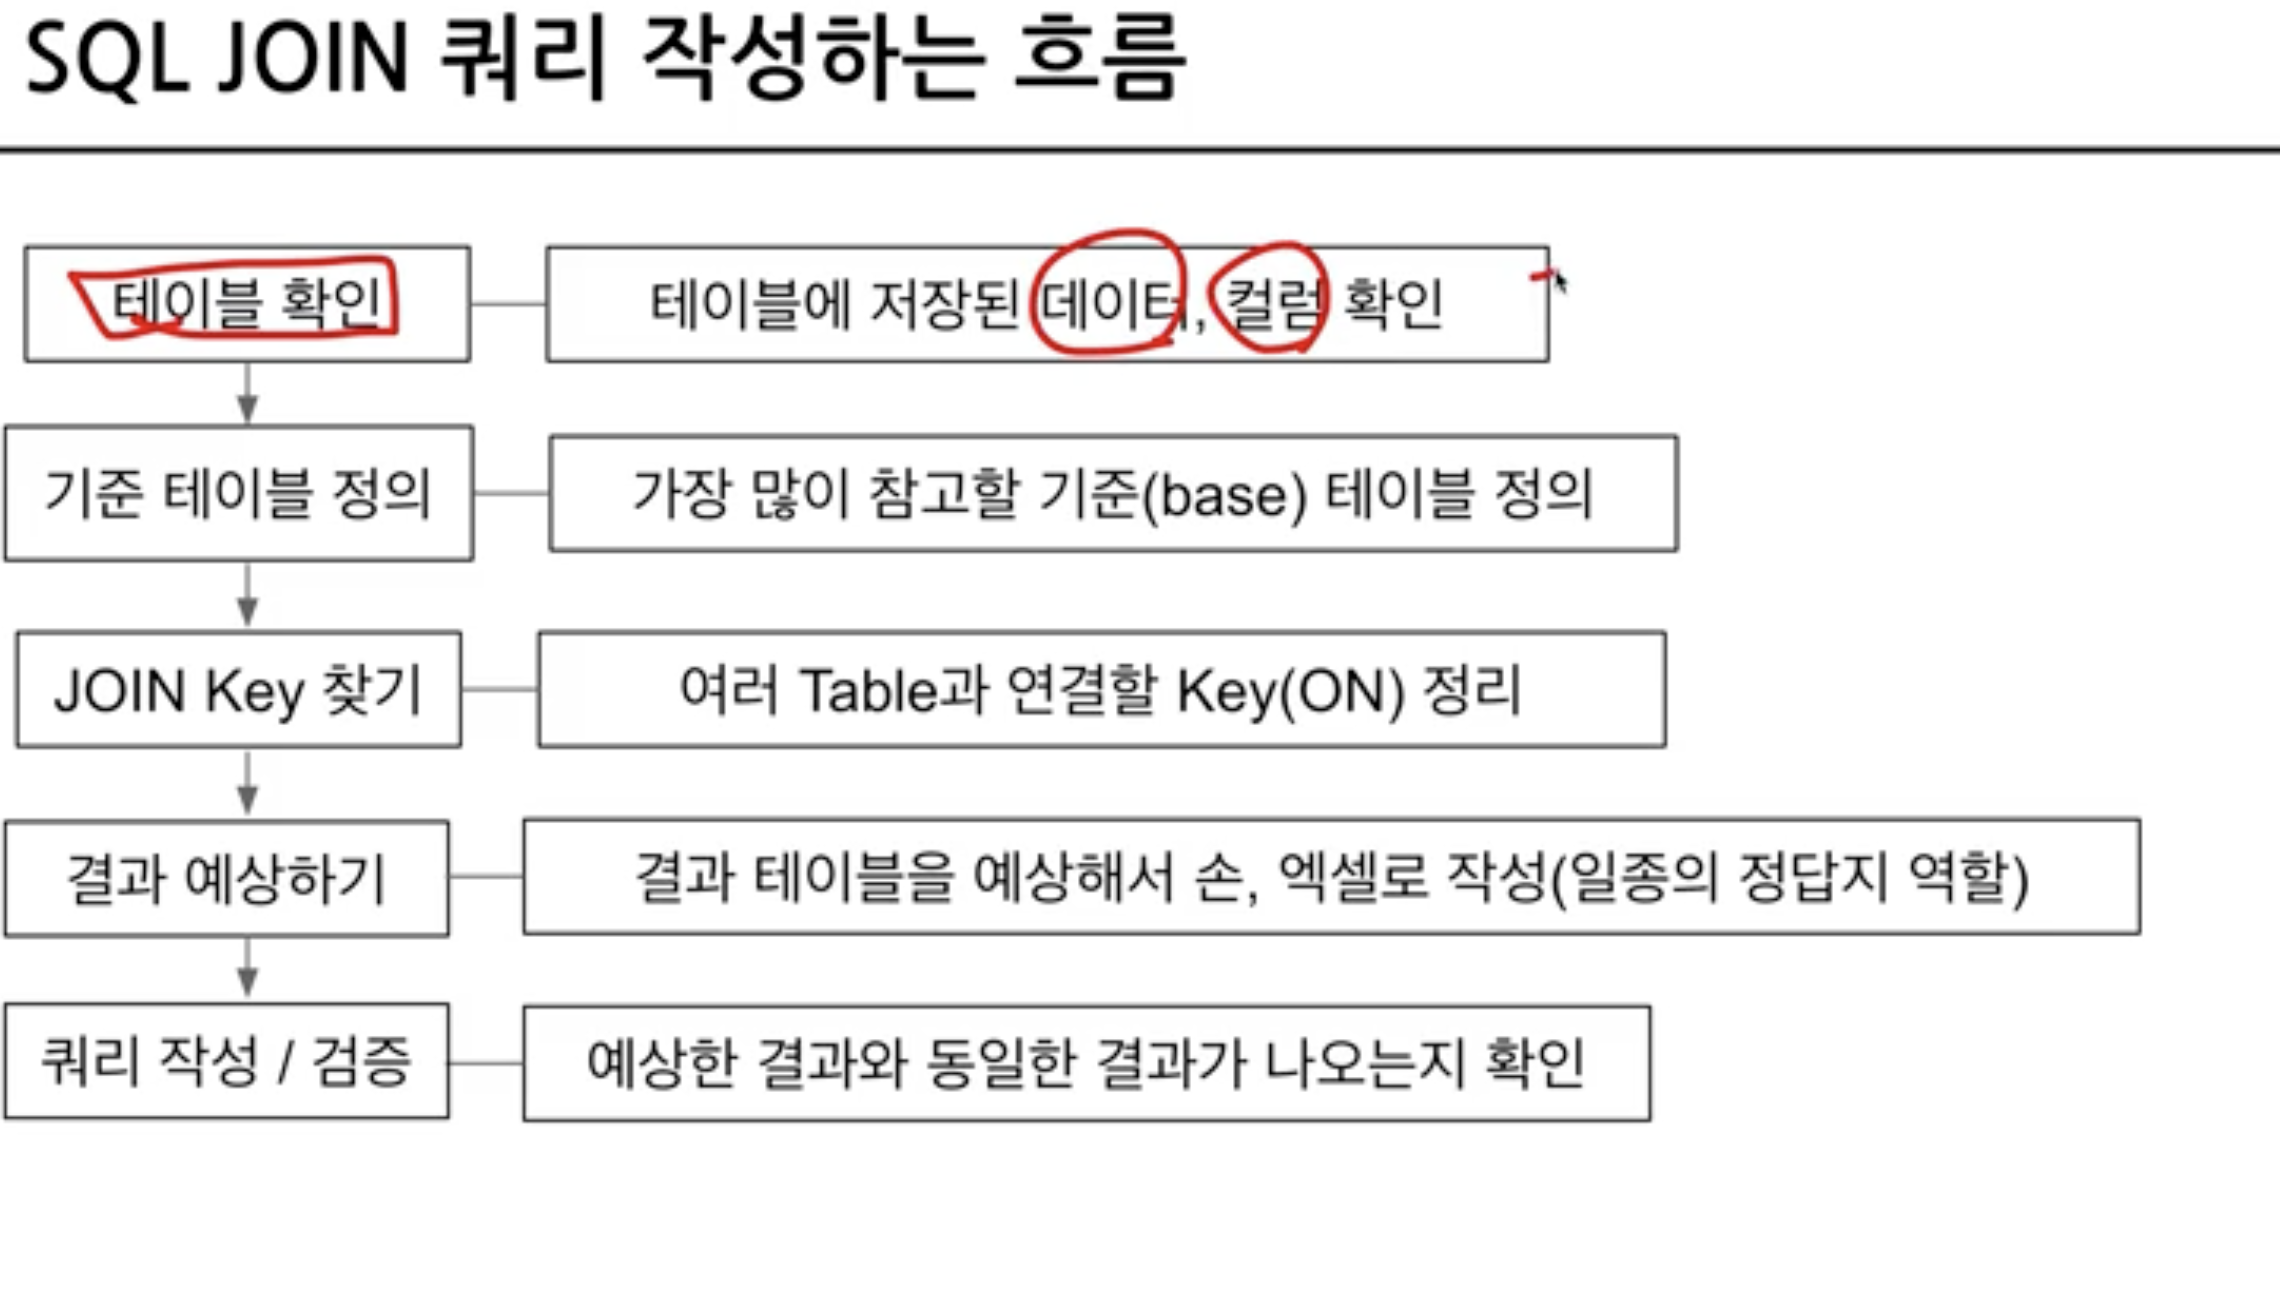 SQL JOIN 쿼리 작성하는 흐름
테이블 확인
테이블에 저장된 데이터, 컬럼 확인
기준 테이블 정의
가장 많이 참고할 기준(base) 테이블 정의
JOIN Key 찾기
여러 Table과 연결할 Key(ON) 정리
결과 예상하기
결과 테이블을 예상해서 손, 엑셀로 작성(일종의 정답지 역할)
쿼리 작성 / 검증
예상한 결과와 동일한 결과가 나오는지 확인